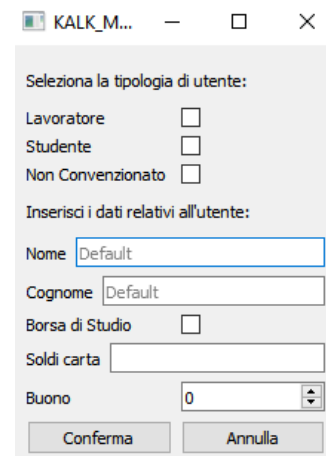 KALK_M...
Seleziona la tipologia di utente:
Lavoratore
Studente
Non Convenzionato
Inserisci i dati relativi all'utente:
Nome Default
Cognome Default
Borsa di Studio
Soldi carta
Buono 0
Conferma Annulla